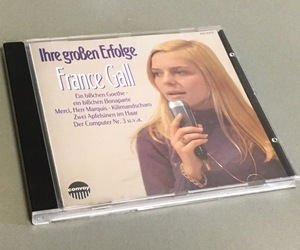 Ihre großen Erfolge
France Gall
Ein bißchen Goethe -
ein bißchen Bonaparte
Merci, Herr Marquis · Kilimandscharo
Zwei Apfelsinen im Haar
Der Computer Nr. 3 u.v.a.
convoy